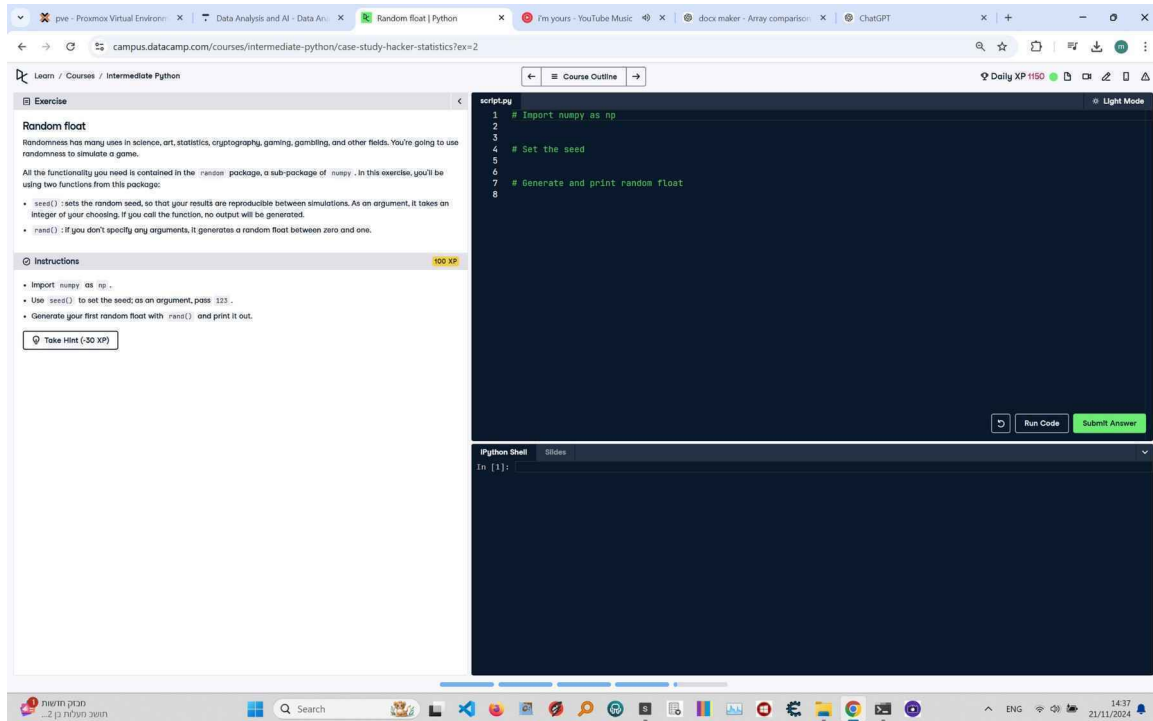 pve - Proxmox Virtual Environm
Data Analysis and AI - Data An
Random float | Python
i'm yours - YouTube Music
docx maker - Array comparison
ChatGPT
campus.datacamp.com/courses/intermediate-python/case-study-hacker-statistics?ex=2
Learn / Courses / Intermediate Python
Course Outline
Daily XP 1150
Exercise
Random float
Randomness has many uses in science, art, statistics, cryptography, gaming, gambling, and other fields. You're going to use
randomness to simulate a game.
All the functionality you need is contained in the random package, a sub-package of numpy. In this exercise, you'll be
using two functions from this package:
• seed() : sets the random seed, so that your results are reproducible between simulations. As an argument, it takes an
integer of your choosing. If you call the function, no output will be generated.
• rand() : if you don't specify any arguments, it generates a random float between zero and one.
Instructions
100 XP
• Import numpy as np.
• Use seed() to set the seed; as an argument, pass 123.
• Generate your first random float with rand() and print it out.
Take Hint (-30 XP)
script.py
Light Mode
1 # Import numpy as np
2
3
4 # Set the seed
5
6
7 # Generate and print random float
8
Run Code
Submit Answer
IPython Shell
Slides
In [1]:
מבזק חדשות
תושב מעלות בן 2...
Search
ENG
14:37
21/11/2024